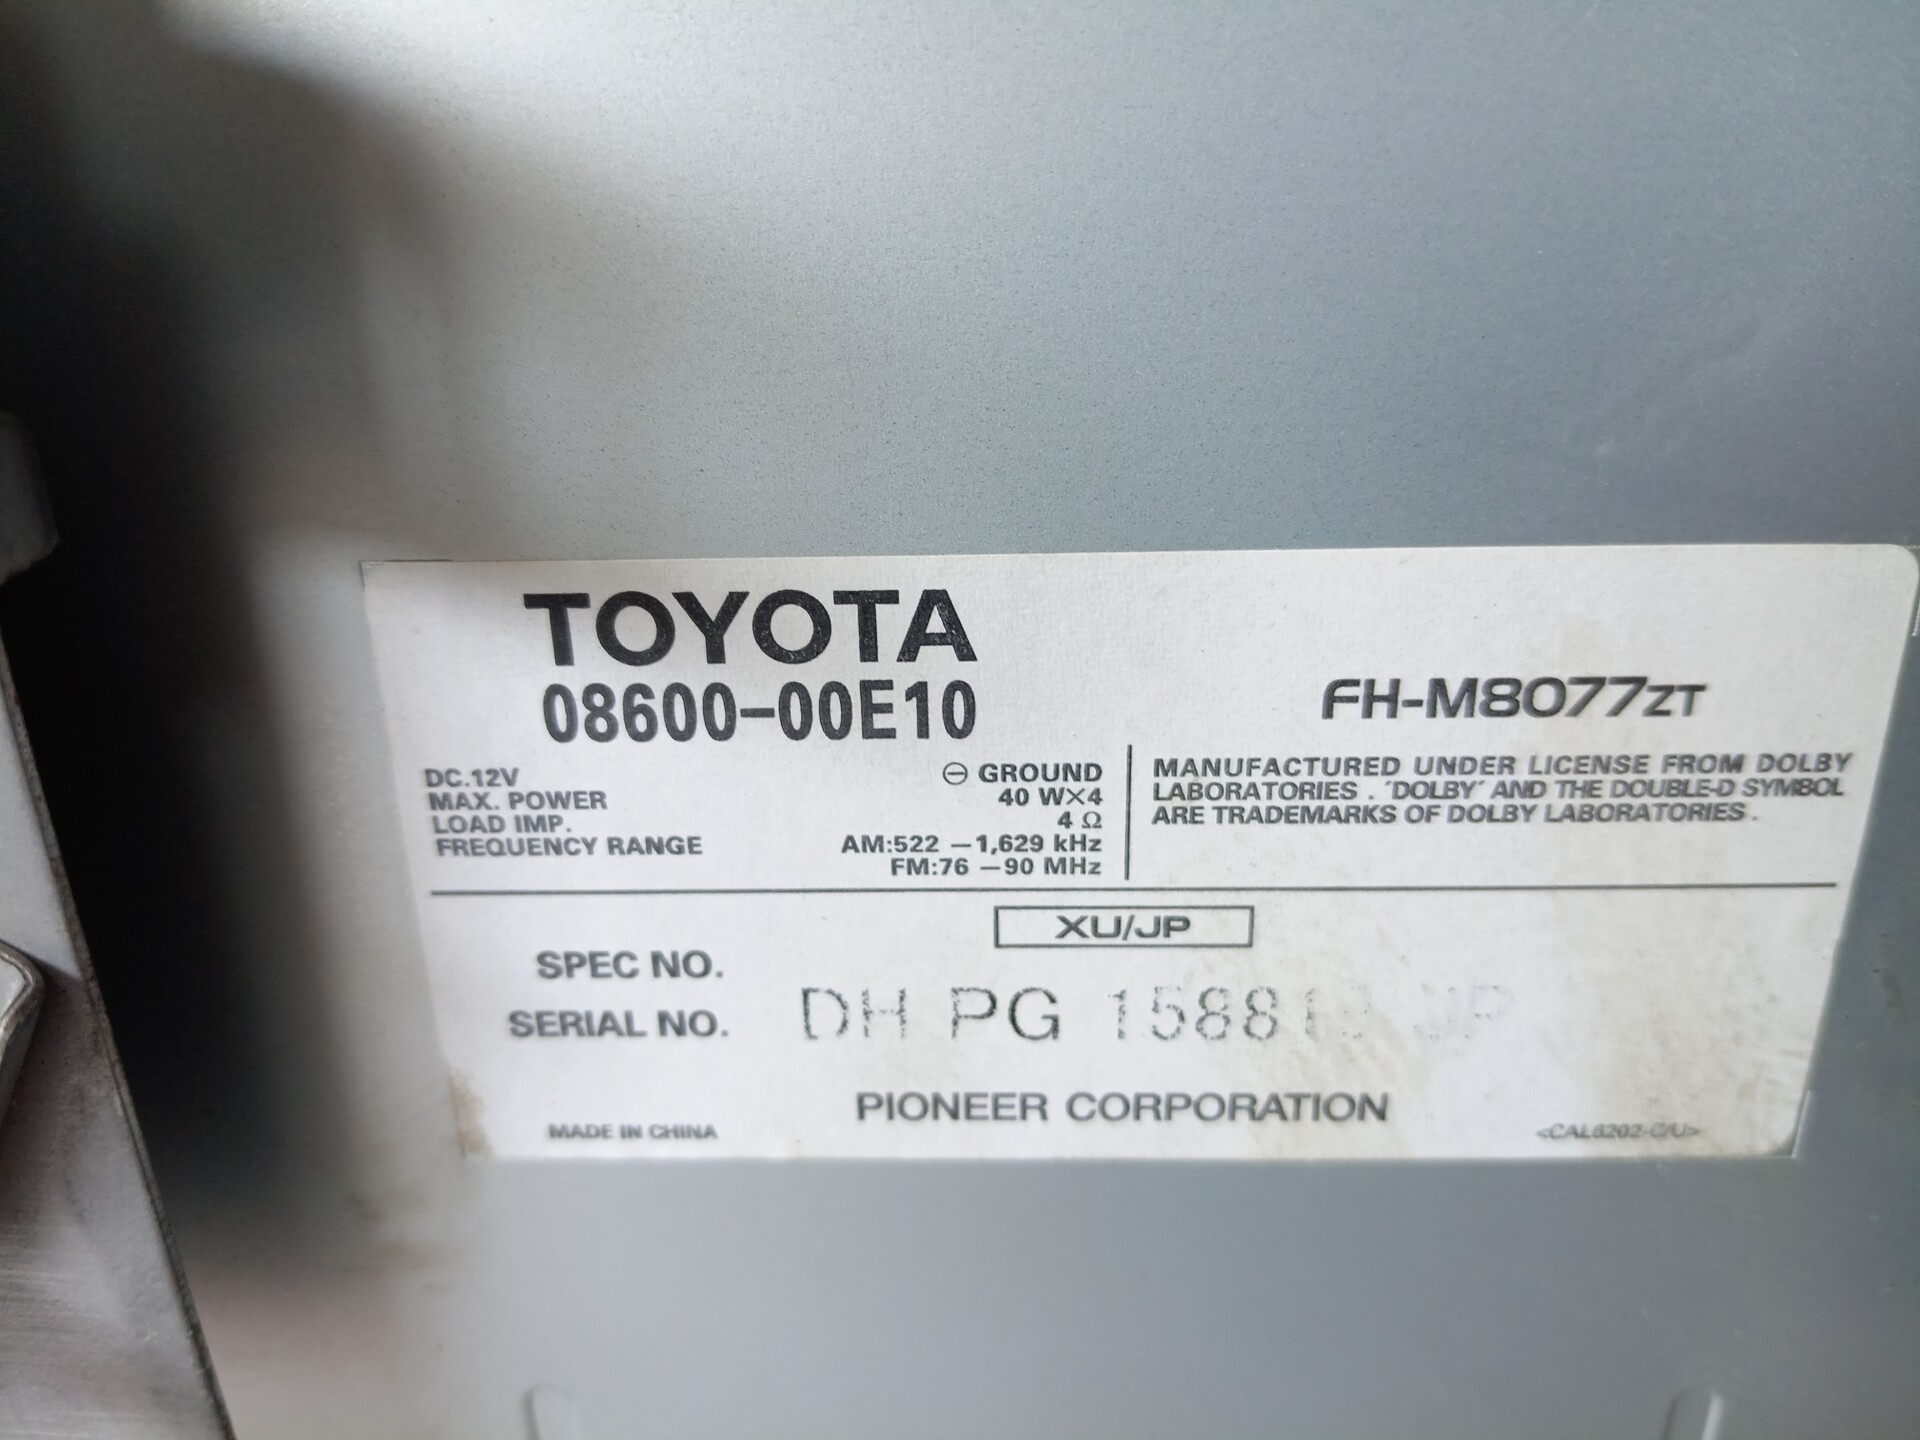 TOYOTA
08600-00E10
FH-M8077ZT
DC.12V ⊖ GROUND
MAX. POWER 40 W×4
LOAD IMP. 4 Ω
FREQUENCY RANGE AM:522 –1,629 kHz
FM:76 –90 MHz
MANUFACTURED UNDER LICENSE FROM DOLBY
LABORATORIES . "DOLBY" AND THE DOUBLE-D SYMBOL
ARE TRADEMARKS OF DOLBY LABORATORIES .
XU/JP
SPEC NO.
SERIAL NO. DH PG JP
PIONEER CORPORATION
MADE IN CHINA <CAL6202-C/U>